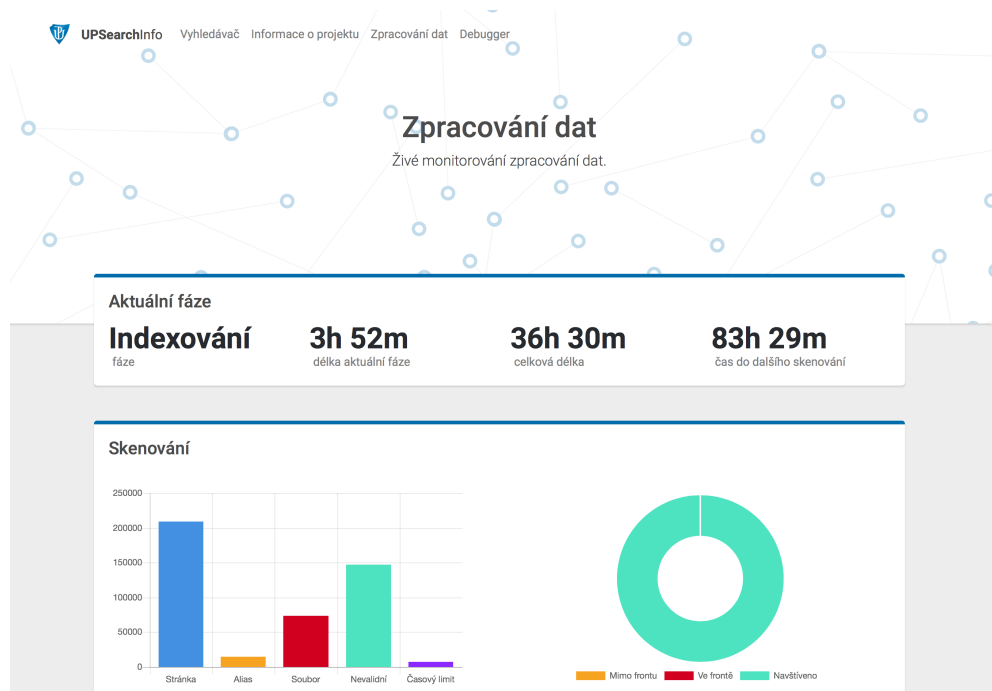 UPSearchInfo Vyhledávač Informace o projektu Zpracování dat Debugger
Zpracování dat
Živé monitorování zpracování dat.
Aktuální fáze
Indexování 3h 52m 36h 30m 83h 29m
fáze délka aktuální fáze celková délka čas do dalšího skenování
Skenování
250000
200000
150000
100000
50000
0
Stránka Alias Soubor Nevalidní Časový limit
Mimo frontu Ve frontě Navštíveno